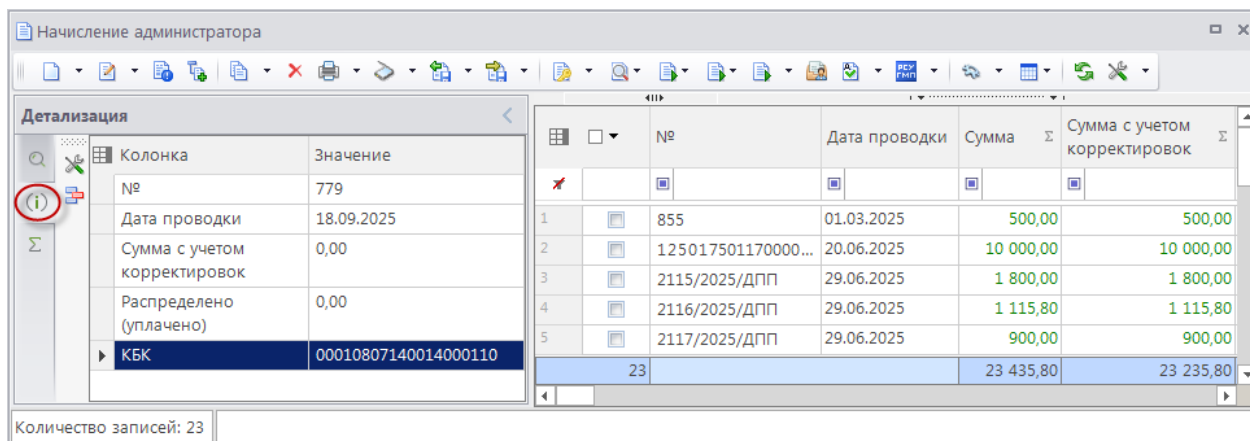 Начисление администратора
РЕУ
ГМП
Детализация
Колонка Значение
№ 779
Дата проводки 18.09.2025
Сумма с учетом
корректировок 0,00
Распределено
(уплачено) 0,00
КБК 00010807140014000110
№ Дата проводки Сумма Σ Сумма с учетом
корректировок Σ
1 855 01.03.2025 500,00 500,00
2 125017501170000... 20.06.2025 10 000,00 10 000,00
3 2115/2025/ДПП 29.06.2025 1 800,00 1 800,00
4 2116/2025/ДПП 29.06.2025 1 115,80 1 115,80
5 2117/2025/ДПП 29.06.2025 900,00 900,00
23 23 435,80 23 235,80
Количество записей: 23